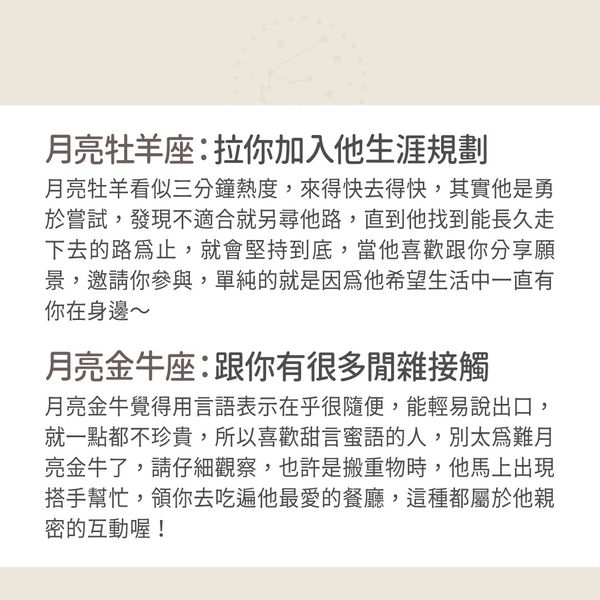 月亮牡羊座:拉你加入他生涯規劃
月亮牡羊看似三分鐘熱度，來得快去得快，其實他是勇
於嘗試，發現不適合就另尋他路，直到他找到能長久走
下去的路為止，就會堅持到底，當他喜歡跟你分享願
景，邀請你參與，單純的就是因為他希望生活中一直有
你在身邊～
月亮金牛座:跟你有很多閒雜接觸
月亮金牛覺得用言語表示在乎很隨便，能輕易說出口，
就一點都不珍貴，所以喜歡甜言蜜語的人，別太為難月
亮金牛了，請仔細觀察，也許是搬重物時，他馬上出現
搭手幫忙，領你去吃遍他最愛的餐廳，這種都屬於他親
密的互動喔！